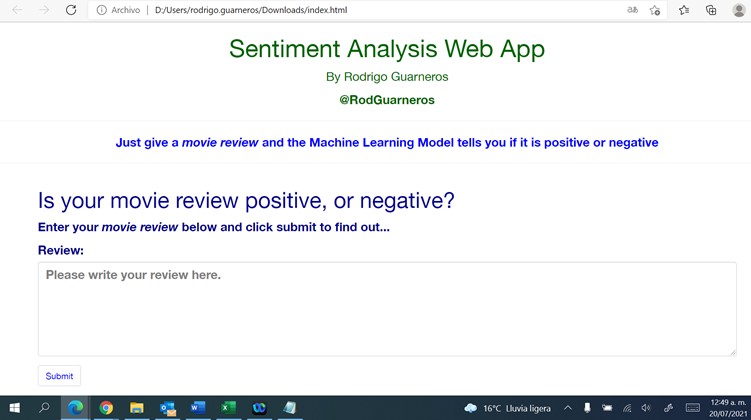 Archivo | D:/Users/rodrigo.guarneros/Downloads/index.html
Sentiment Analysis Web App
By Rodrigo Guarneros
@RodGuarneros
Just give a movie review and the Machine Learning Model tells you if it is positive or negative
Is your movie review positive, or negative?
Enter your movie review below and click submit to find out...
Review:
Please write your review here.
Submit
16°C Lluvia ligera
12:49 a. m.
20/07/2021